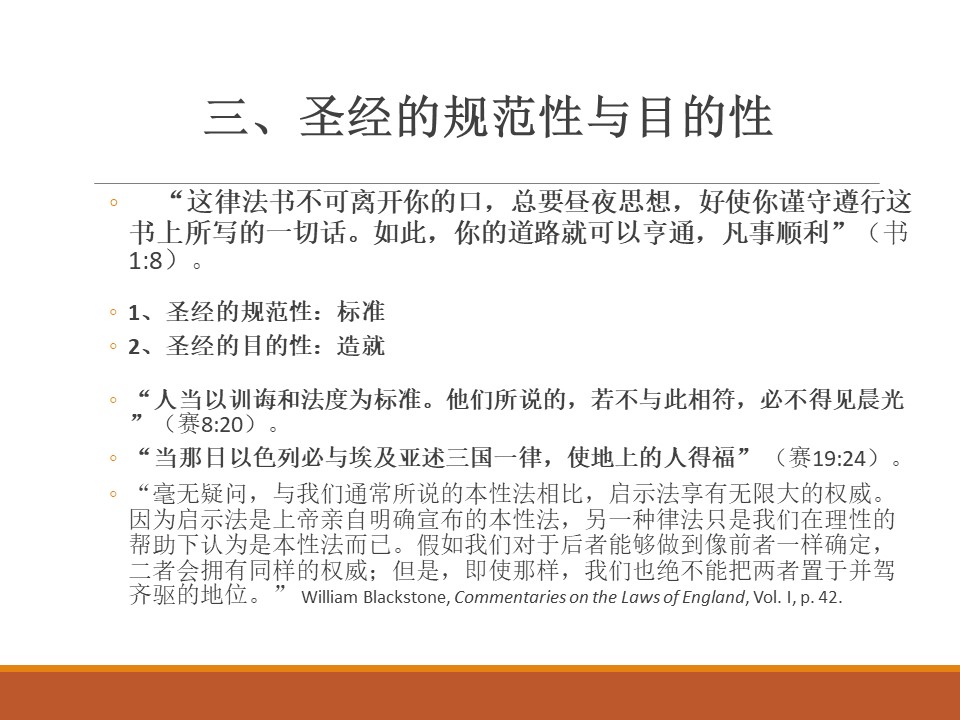 三、圣经的规范性与目的性
“这律法书不可离开你的口，总要昼夜思想，好使你谨守遵行这
书上所写的一切话。如此，你的道路就可以亨通，凡事顺利”（书
1:8）。
1、圣经的规范性：标准
2、圣经的目的性：造就
“人当以训诲和法度为标准。他们所说的，若不与此相符，必不得见晨光
”（赛8:20）。
“当那日以色列必与埃及亚述三国一律，使地上的人得福”（赛19:24）。
“毫无疑问，与我们通常所说的本性法相比，启示法享有无限大的权威。
因为启示法是上帝亲自明确宣布的本性法，另一种律法只是我们在理性的
帮助下认为是本性法而已。假如我们对于后者能够做到像前者一样确定，
二者会拥有同样的权威；但是，即使那样，我们也绝不能把两者置于并驾
齐驱的地位。” William Blackstone, Commentaries on the Laws of England, Vol. I, p. 42.